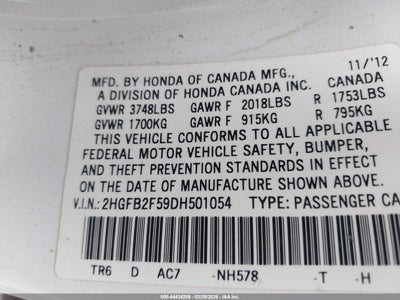 11/'12
MFD. BY HONDA OF CANADA MFG.,
A DIVISION OF HONDA CANADA INC. CANADA
GVWR 3748LBS GAWR F 2018LBS R 1753LBS
GVWR 1700KG GAWR F 915KG R 795KG
THIS VEHICLE CONFORMS TO ALL APPLICABLE
FEDERAL MOTOR VEHICLE SAFETY, BUMPER,
AND THEFT PREVENTION STANDARDS IN EFFECT
ON THE DATE OF MANUFACTURE SHOWN ABOVE.
V.I.N.: 2HGFB2F59DH501054 TYPE: PASSENGER CA
TR6 D AC7 -NH578 -T -H